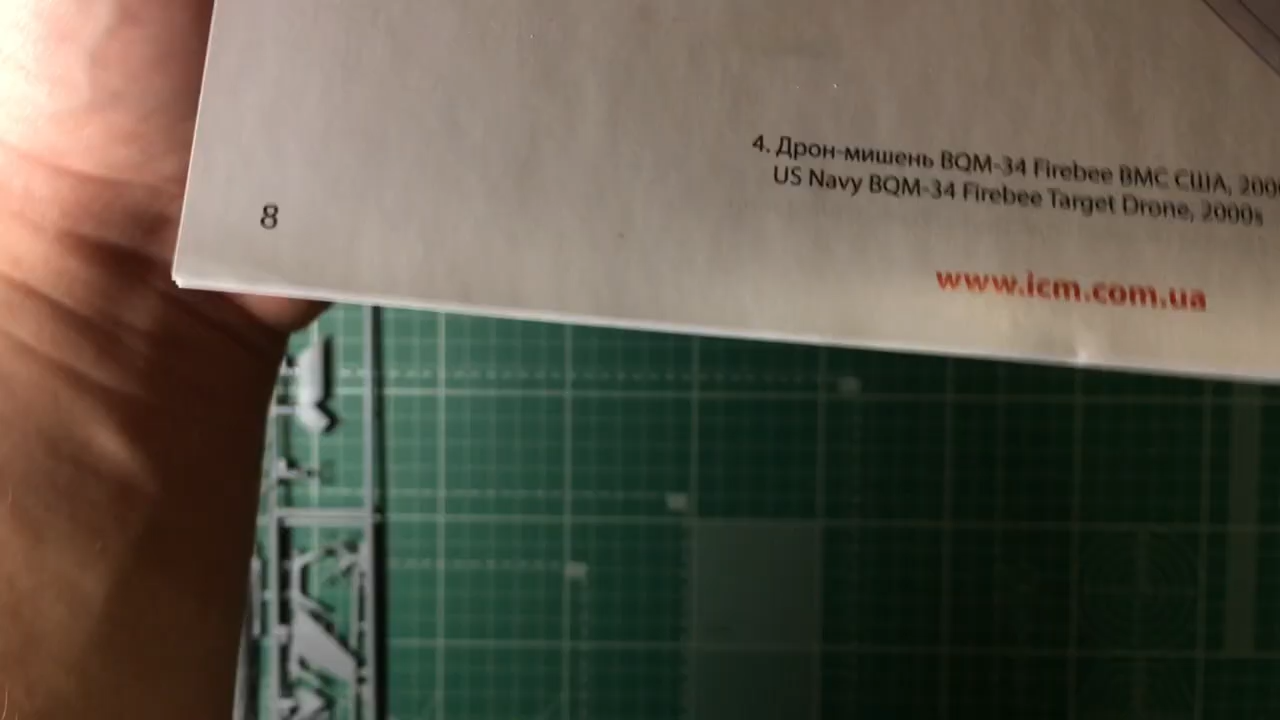 4. Дрон-мишень BQM-34 Firebee ВМС США,
US Navy BQM-34 Firebee Target Drone, 2000s
8
www.icm.com.ua